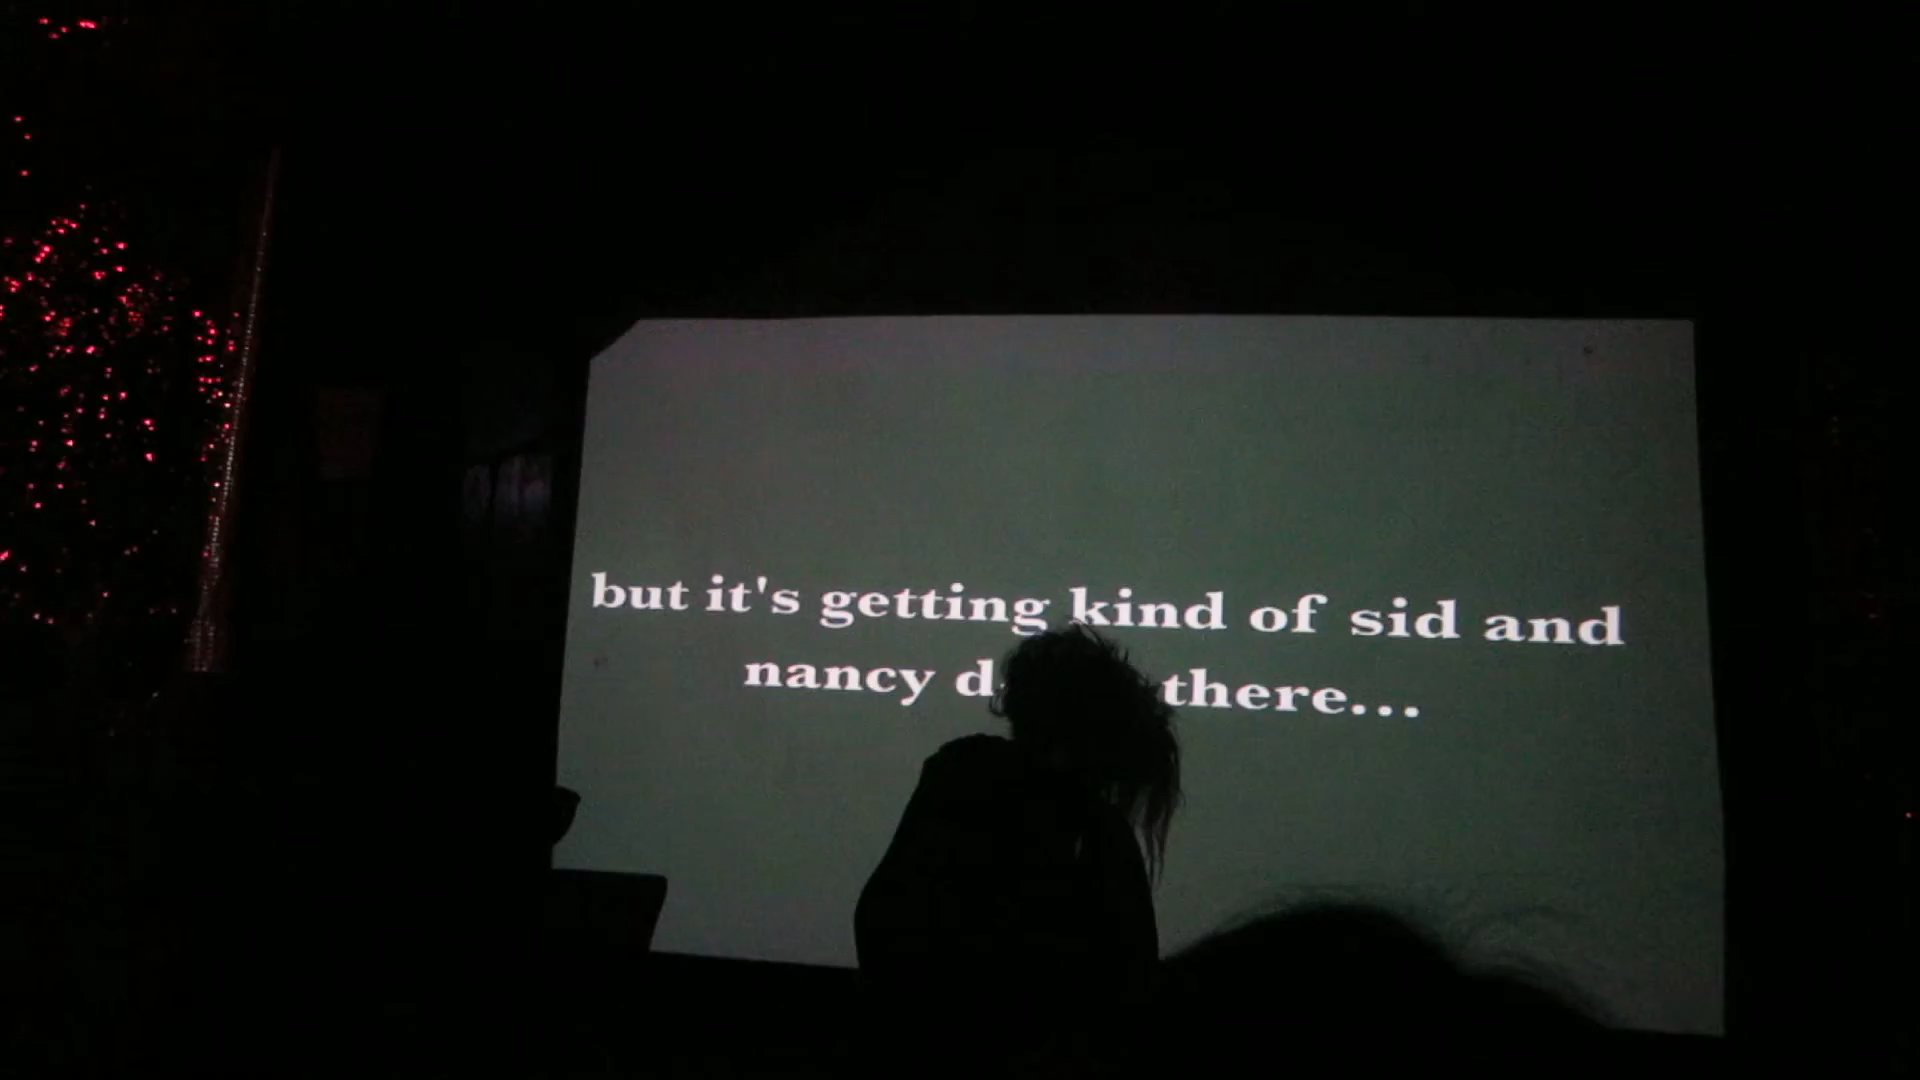 but it's getting kind of sid and
nancy there...